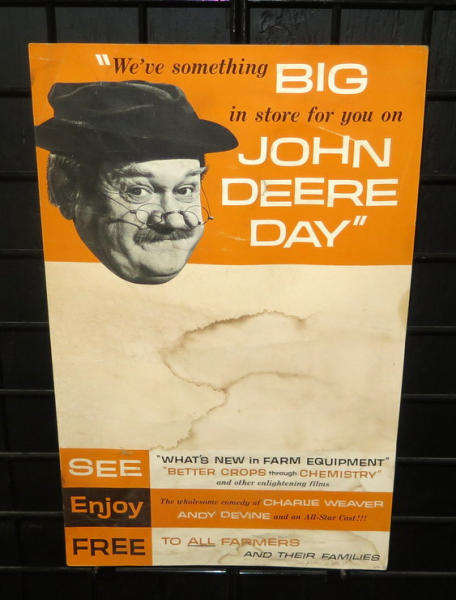 "We've something BIG
in store for you on
JOHN
DEERE
DAY"
SEE
"WHAT'S NEW in FARM EQUIPMENT"
"BETTER CROPS through CHEMISTRY"
and other enlightening films
Enjoy
The wholesome comedy of CHARLIE WEAVER
ANDY DEVINE and an All-Star Cast!!!
FREE
TO ALL FARMERS
AND THEIR FAMILIES